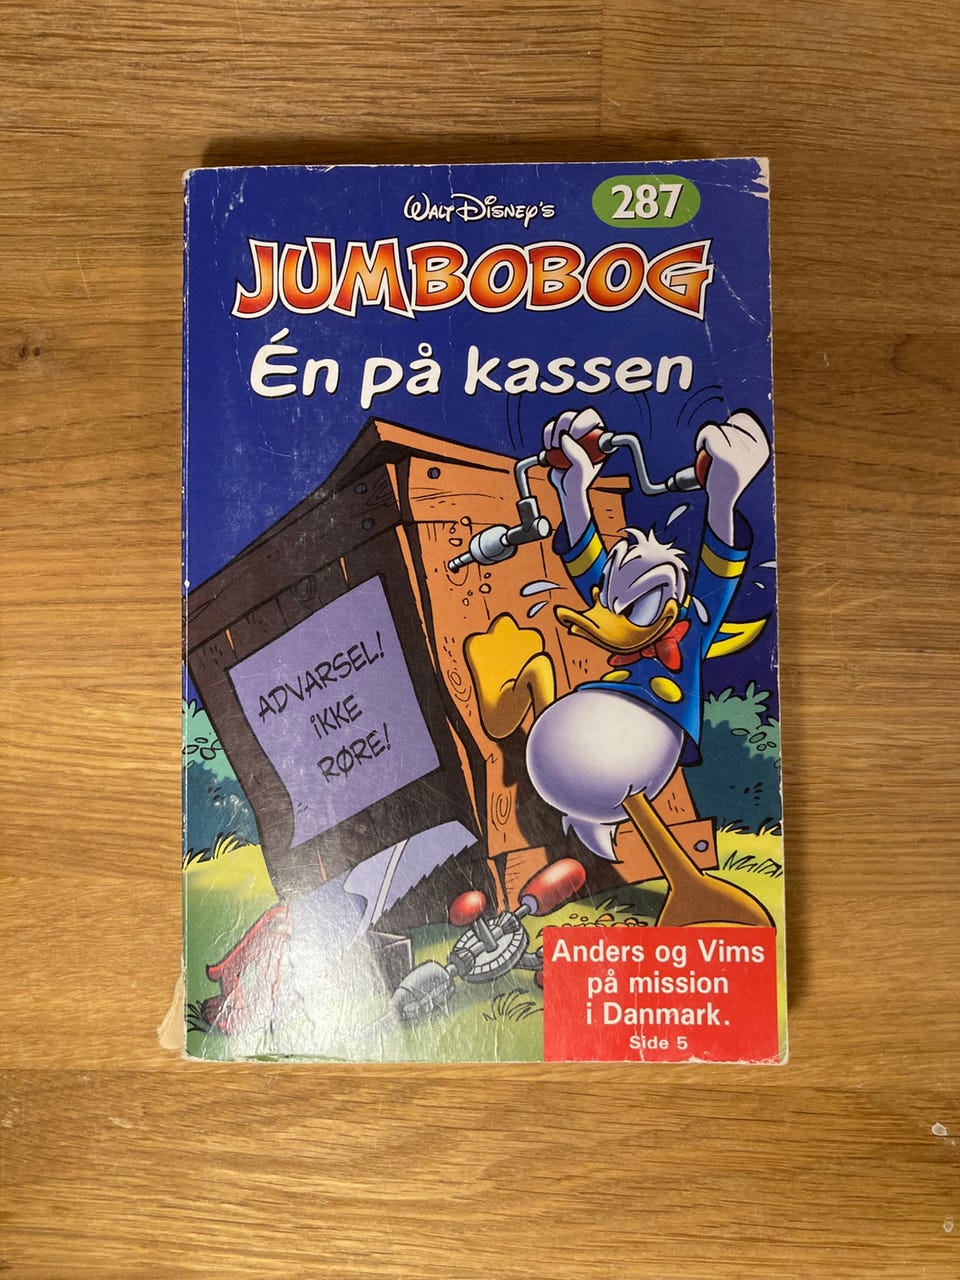 WALT DISNEY'S
287
JUMBOBOG
Én på kassen
ADVARSEL!
iKKE
RØRE!
Anders og Vims
på mission
i Danmark.
Side 5